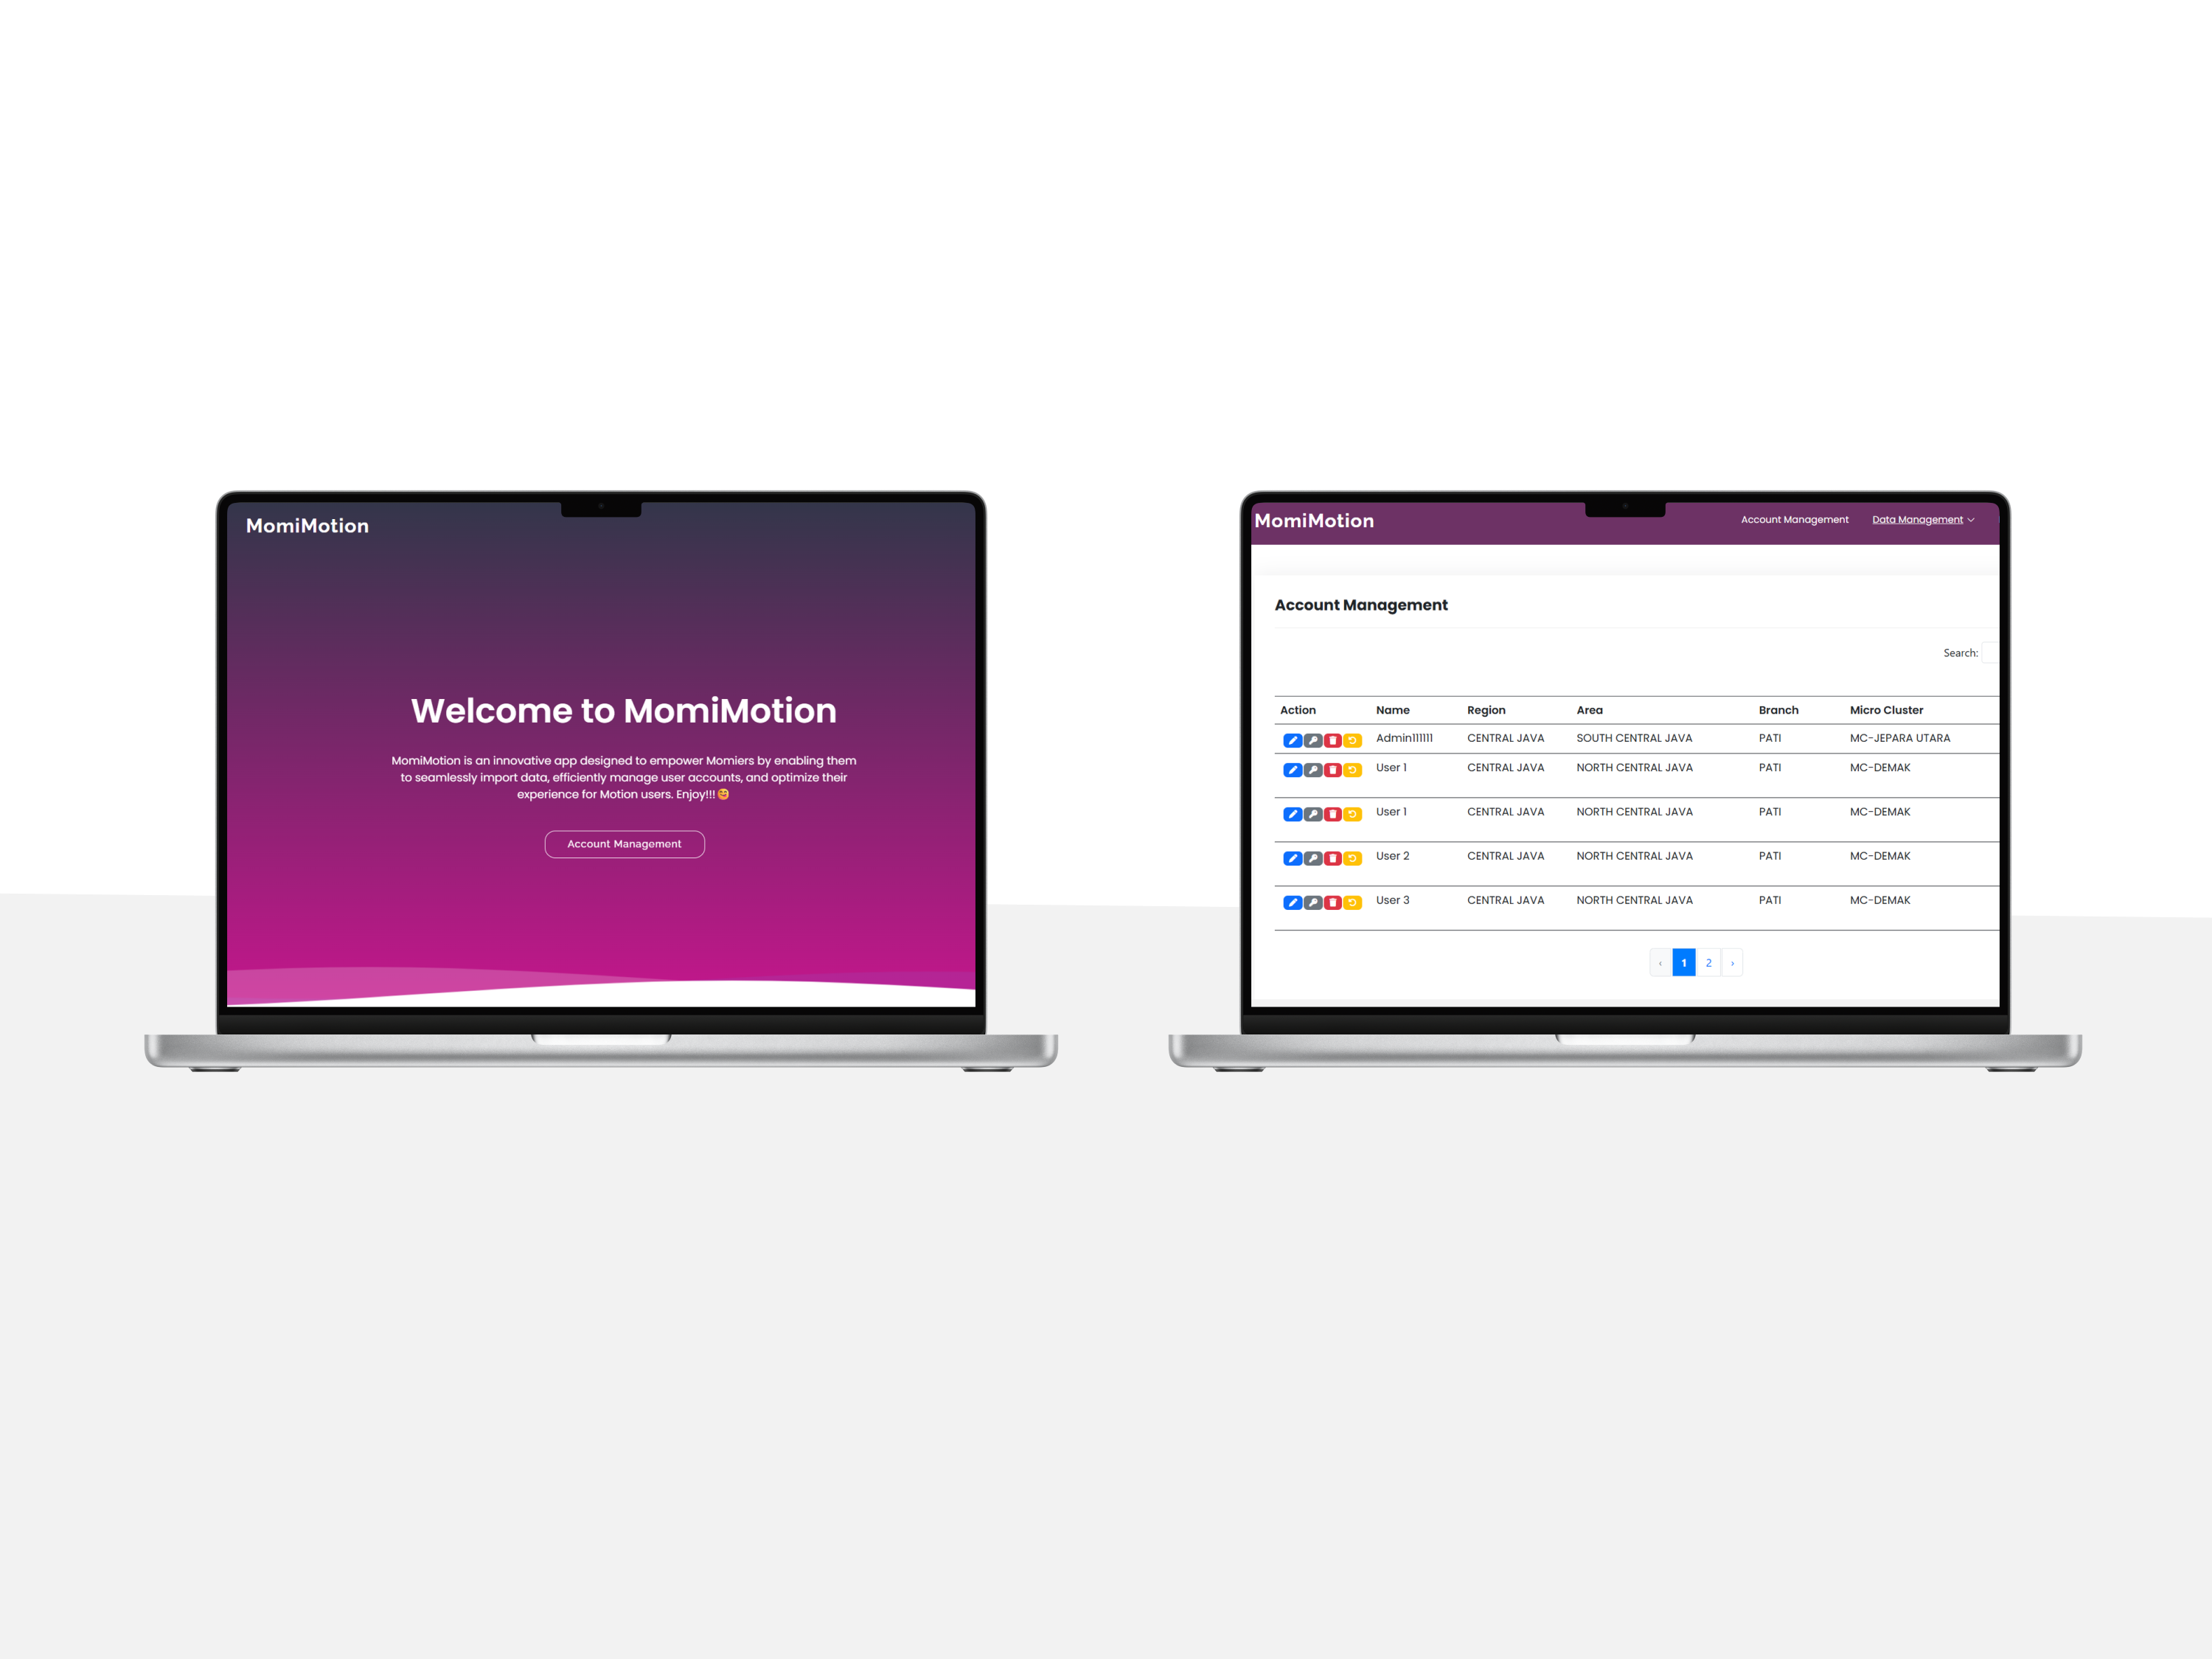 MomiMotion
Welcome to MomiMotion
MomiMotion is an innovative app designed to empower Momiers by enabling them
to seamlessly import data, efficiently manage user accounts, and optimize their
experience for Motion users. Enjoy!!!😋
Account Management
MomiMotion
Account Management Data Management
Account Management
Search:
Action Name Region Area Branch Micro Cluster
Admin111111 CENTRAL JAVA SOUTH CENTRAL JAVA PATI MC-JEPARA UTARA
User 1 CENTRAL JAVA NORTH CENTRAL JAVA PATI MC-DEMAK
User 1 CENTRAL JAVA NORTH CENTRAL JAVA PATI MC-DEMAK
User 2 CENTRAL JAVA NORTH CENTRAL JAVA PATI MC-DEMAK
User 3 CENTRAL JAVA NORTH CENTRAL JAVA PATI MC-DEMAK
‹ 1 2 ›